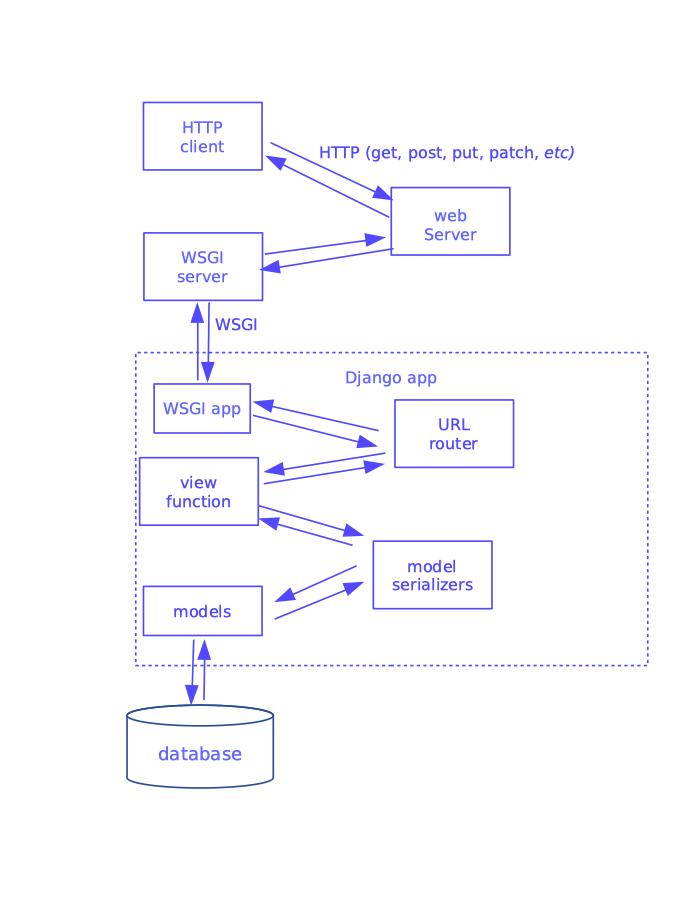 HTTP
client
HTTP (get, post, put, patch, etc)
web
Server
WSGI
server
WSGI
Django app
WSGI app
URL
router
view
function
model
serializers
models
database